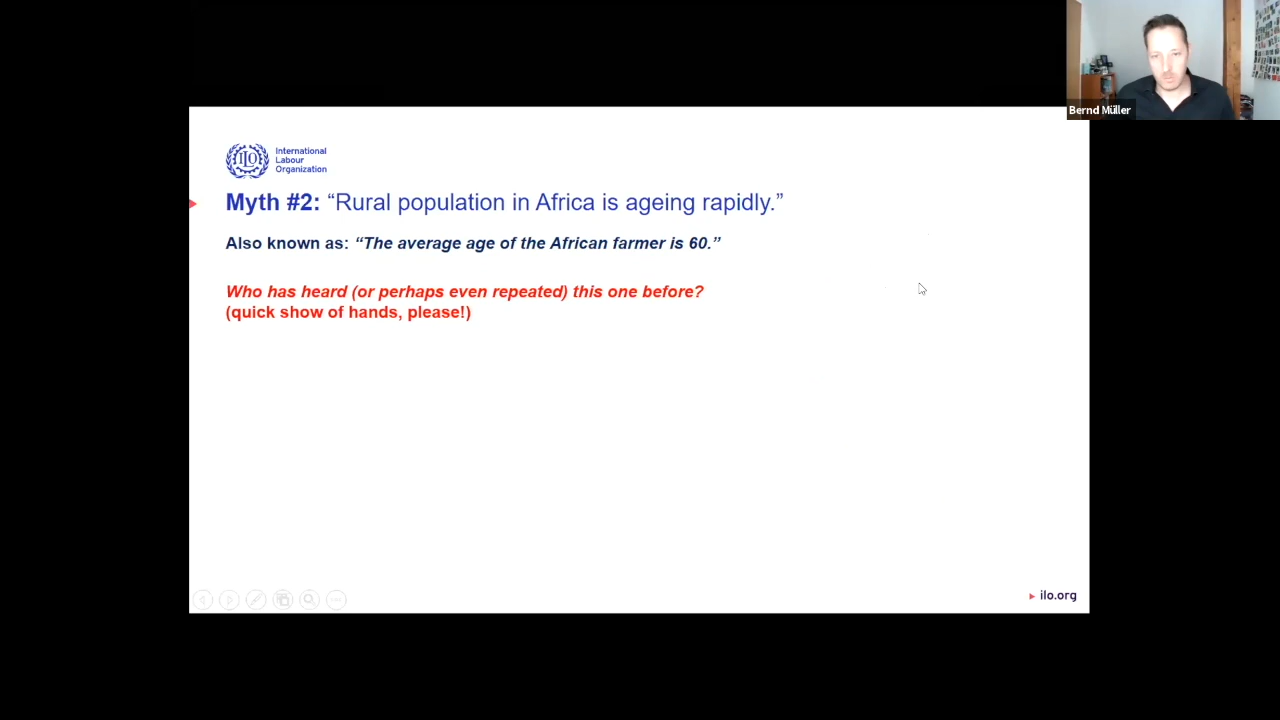 Bernd Müller
ILO
International
Labour
Organization
Myth #2: “Rural population in Africa is ageing rapidly.”
Also known as: “The average age of the African farmer is 60.”
Who has heard (or perhaps even repeated) this one before?
(quick show of hands, please!)
ilo.org